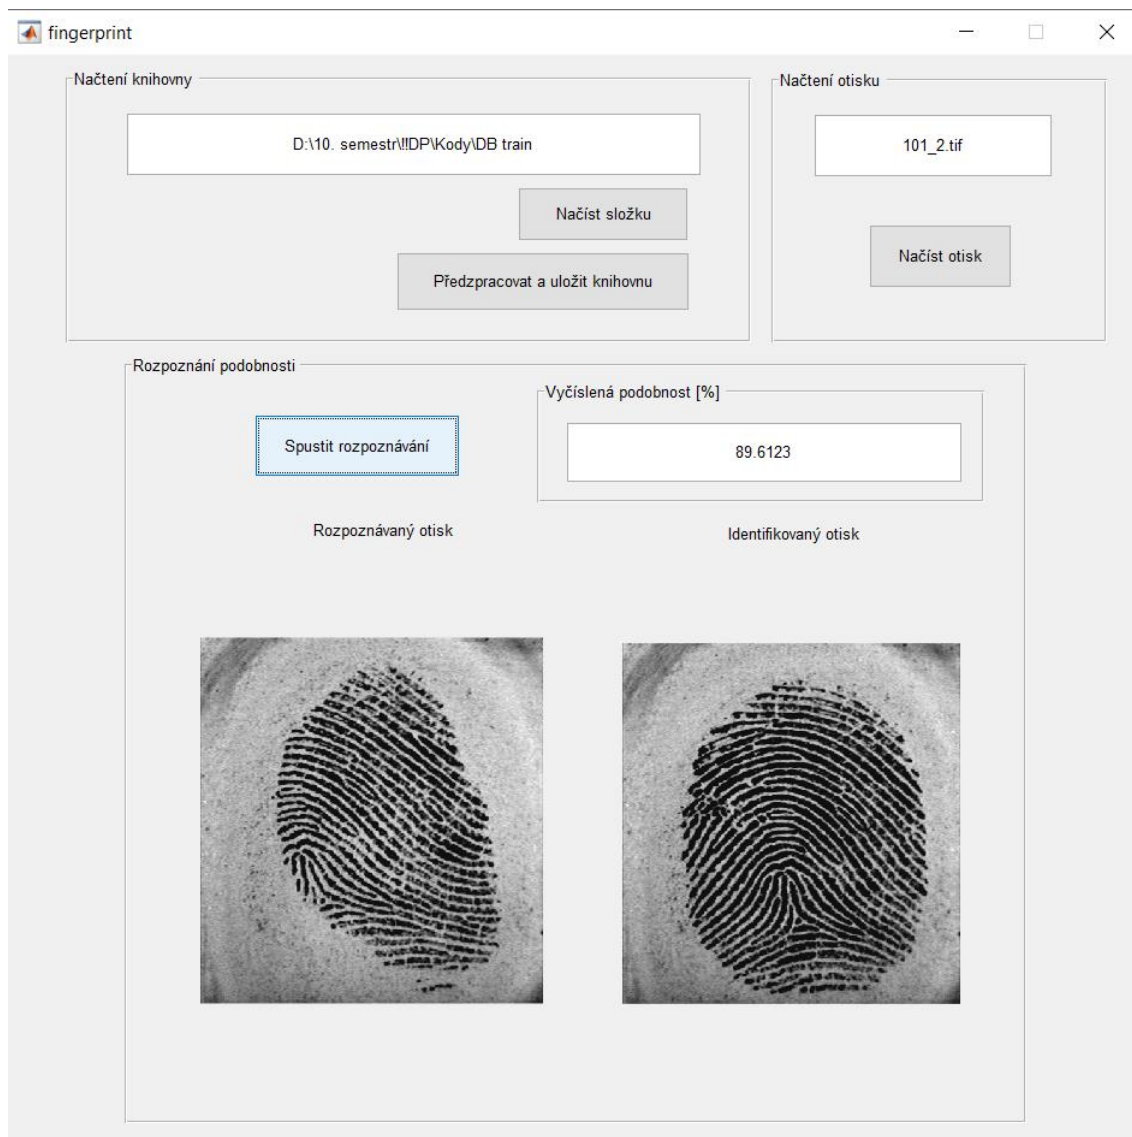 fingerprint
Načtení knihovny
D:\10. semestr\!!DP\Kody\DB train
Načíst složku
Předzpracovat a uložit knihovnu
Načtení otisku
101_2.tif
Načíst otisk
Rozpoznání podobnosti
Spustit rozpoznávání
Vyčíslená podobnost [%]
89.6123
Rozpoznávaný otisk
Identifikovaný otisk